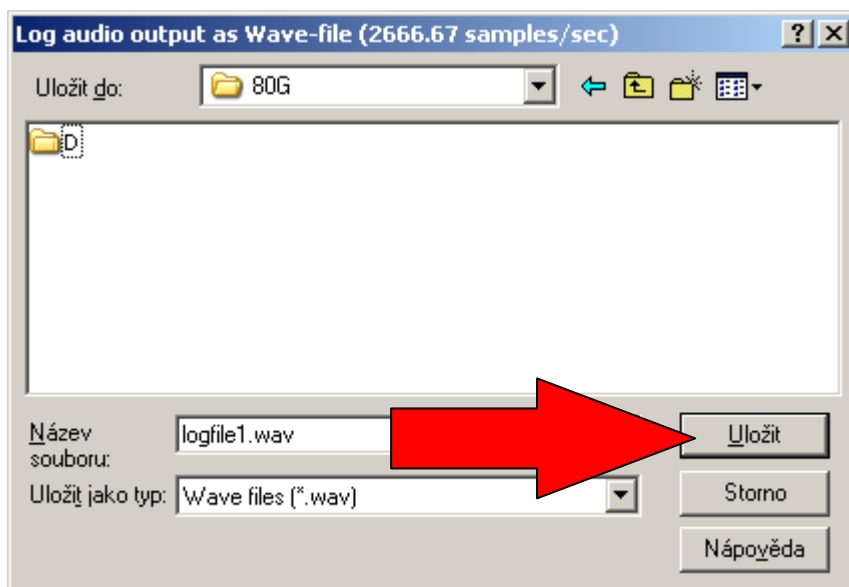 Log audio output as Wave-file (2666.67 samples/sec)
Uložit do:
80G
D
Název souboru:
logfile1.wav
Uložit
Uložit jako typ:
Wave files (*.wav)
Storno
Nápověda